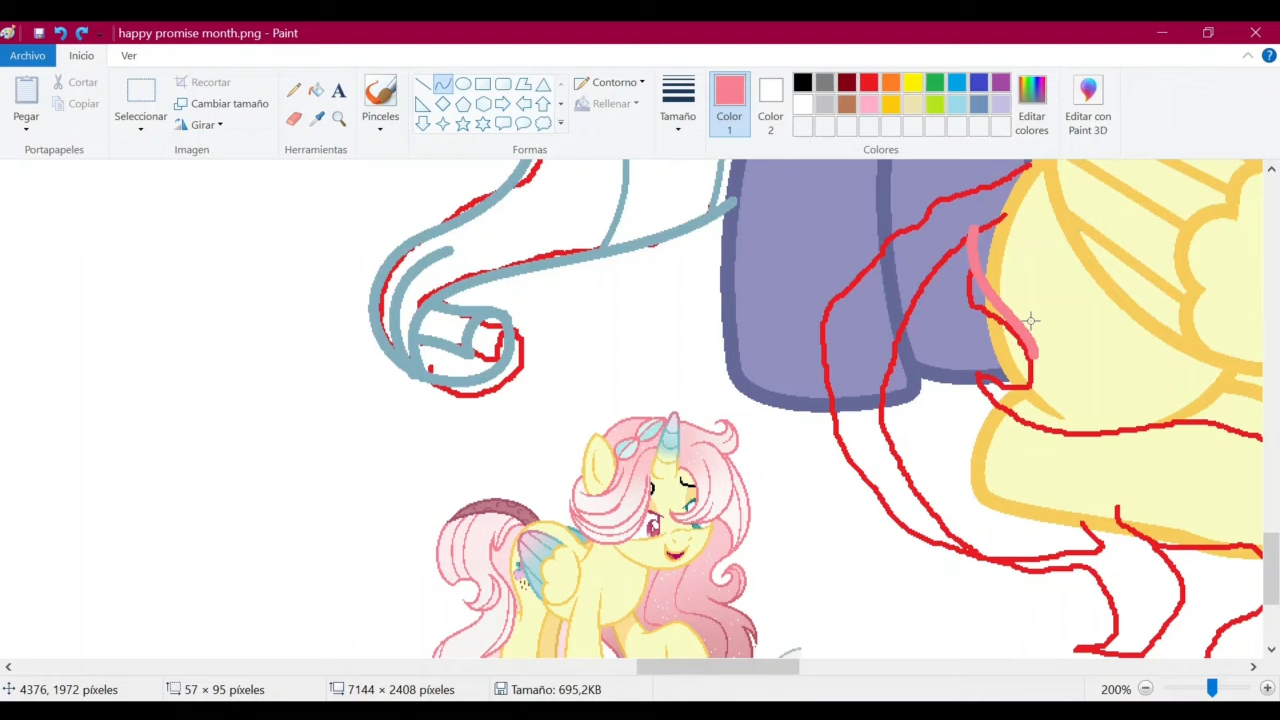 happy promise month.png - Paint
Archivo Inicio Ver
Pegar
Cortar
Copiar
Portapapeles
Seleccionar
Recortar
Cambiar tamaño
Girar
Imagen
A
Herramientas
Pinceles
Contorno
Rellenar
Formas
Tamaño
Color
1
Color
2
Editar
colores
Colores
Editar con
Paint 3D
4376, 1972 píxeles 57 × 95 píxeles 7144 × 2408 píxeles Tamaño: 695,2KB 200%